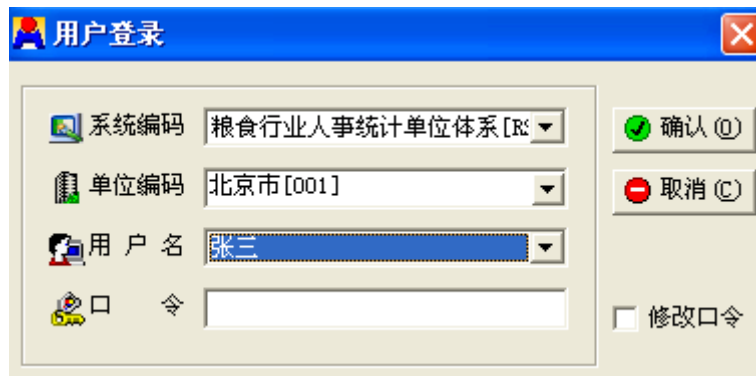 用户登录
系统编码 粮食行业人事统计单位体系[RS
确认(O)
单位编码 北京市[001]
取消(C)
用 户 名 张三
口 令
修改口令